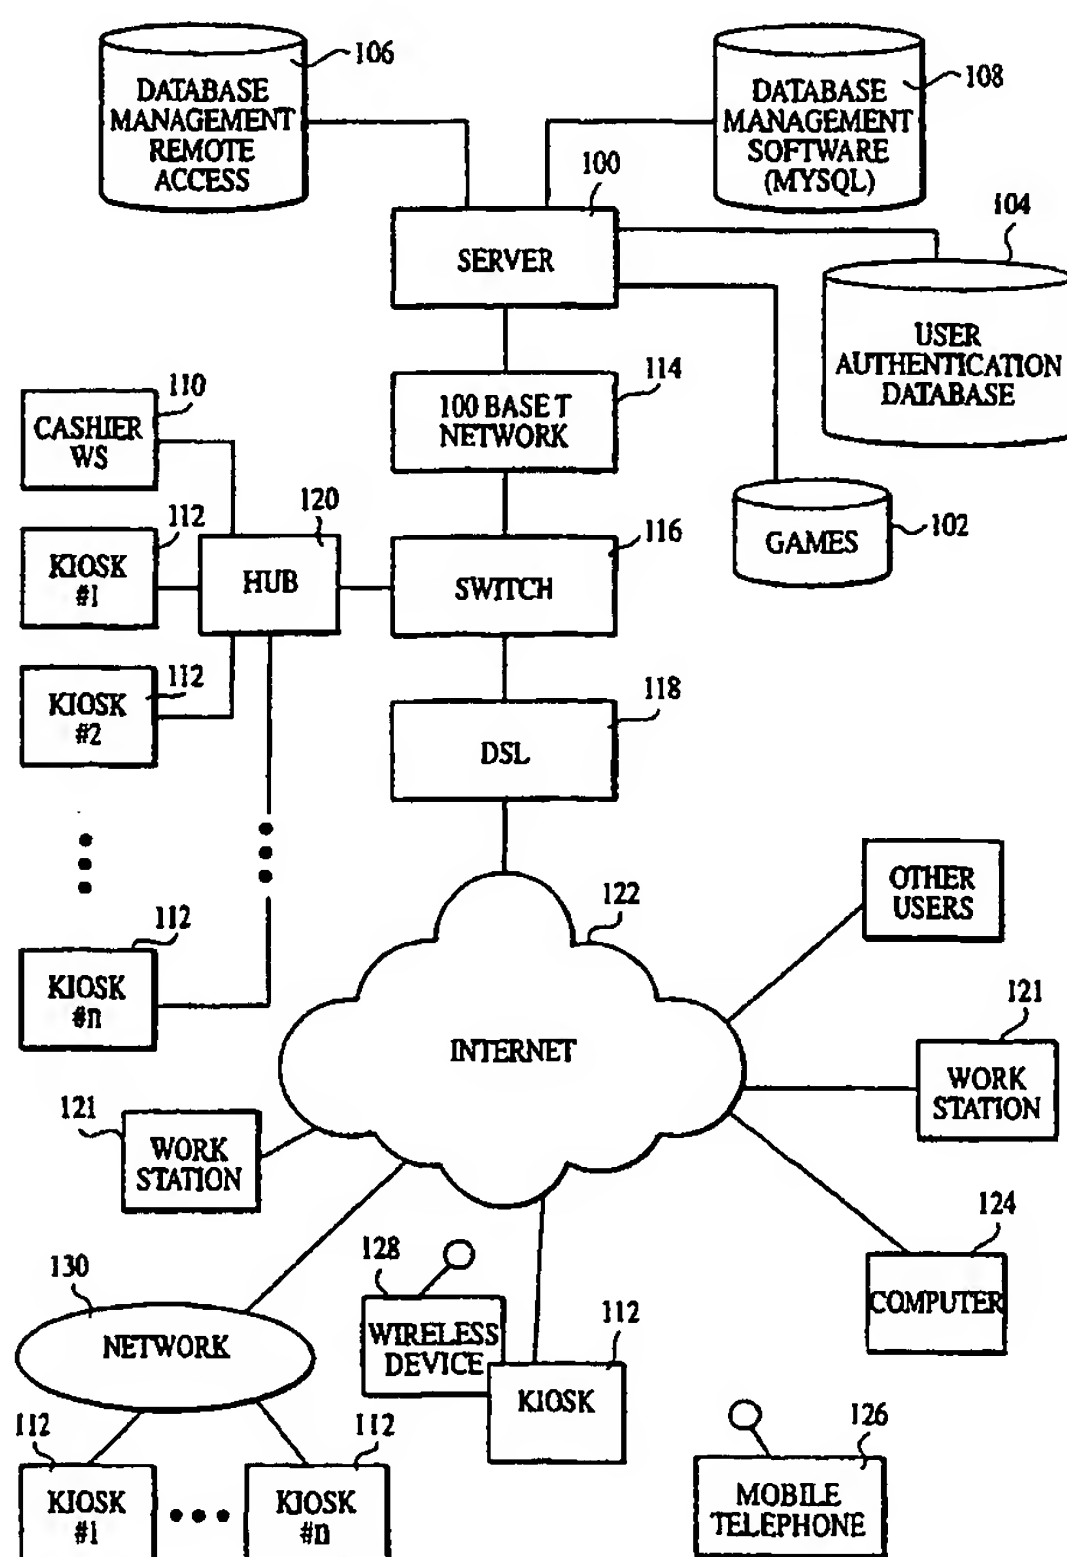 106
DATABASE
MANAGEMENT
REMOTE
ACCESS
108
DATABASE
MANAGEMENT
SOFTWARE
(MYSQL)
100
SERVER
104
USER
AUTHENTICATION
DATABASE
114
100 BASE T
NETWORK
110
CASHIER
WS
102
GAMES
120
HUB
112
KIOSK
#1
116
SWITCH
112
KIOSK
#2
118
DSL
OTHER
USERS
122
INTERNET
112
KIOSK
#n
121
WORK
STATION
121
WORK
STATION
124
COMPUTER
130
NETWORK
128
WIRELESS
DEVICE
112
KIOSK
112
KIOSK
#1
112
KIOSK
#n
126
MOBILE
TELEPHONE